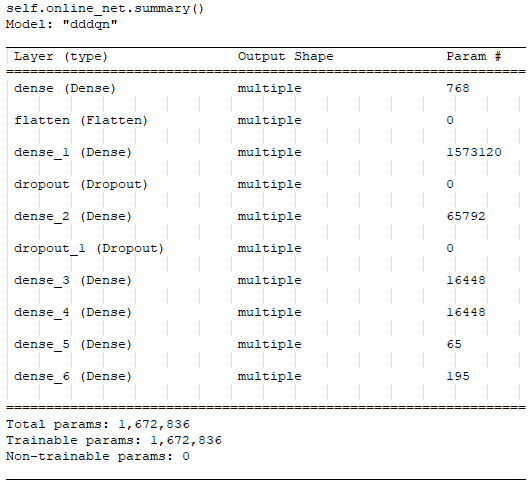 self.online_net.summary()
Model: "dddqn"
Layer (type) Output Shape Param #
dense (Dense) multiple 768
flatten (Flatten) multiple 0
dense_1 (Dense) multiple 1573120
dropout (Dropout) multiple 0
dense_2 (Dense) multiple 65792
dropout_1 (Dropout) multiple 0
dense_3 (Dense) multiple 16448
dense_4 (Dense) multiple 16448
dense_5 (Dense) multiple 65
dense_6 (Dense) multiple 195
Total params: 1,672,836
Trainable params: 1,672,836
Non-trainable params: 0